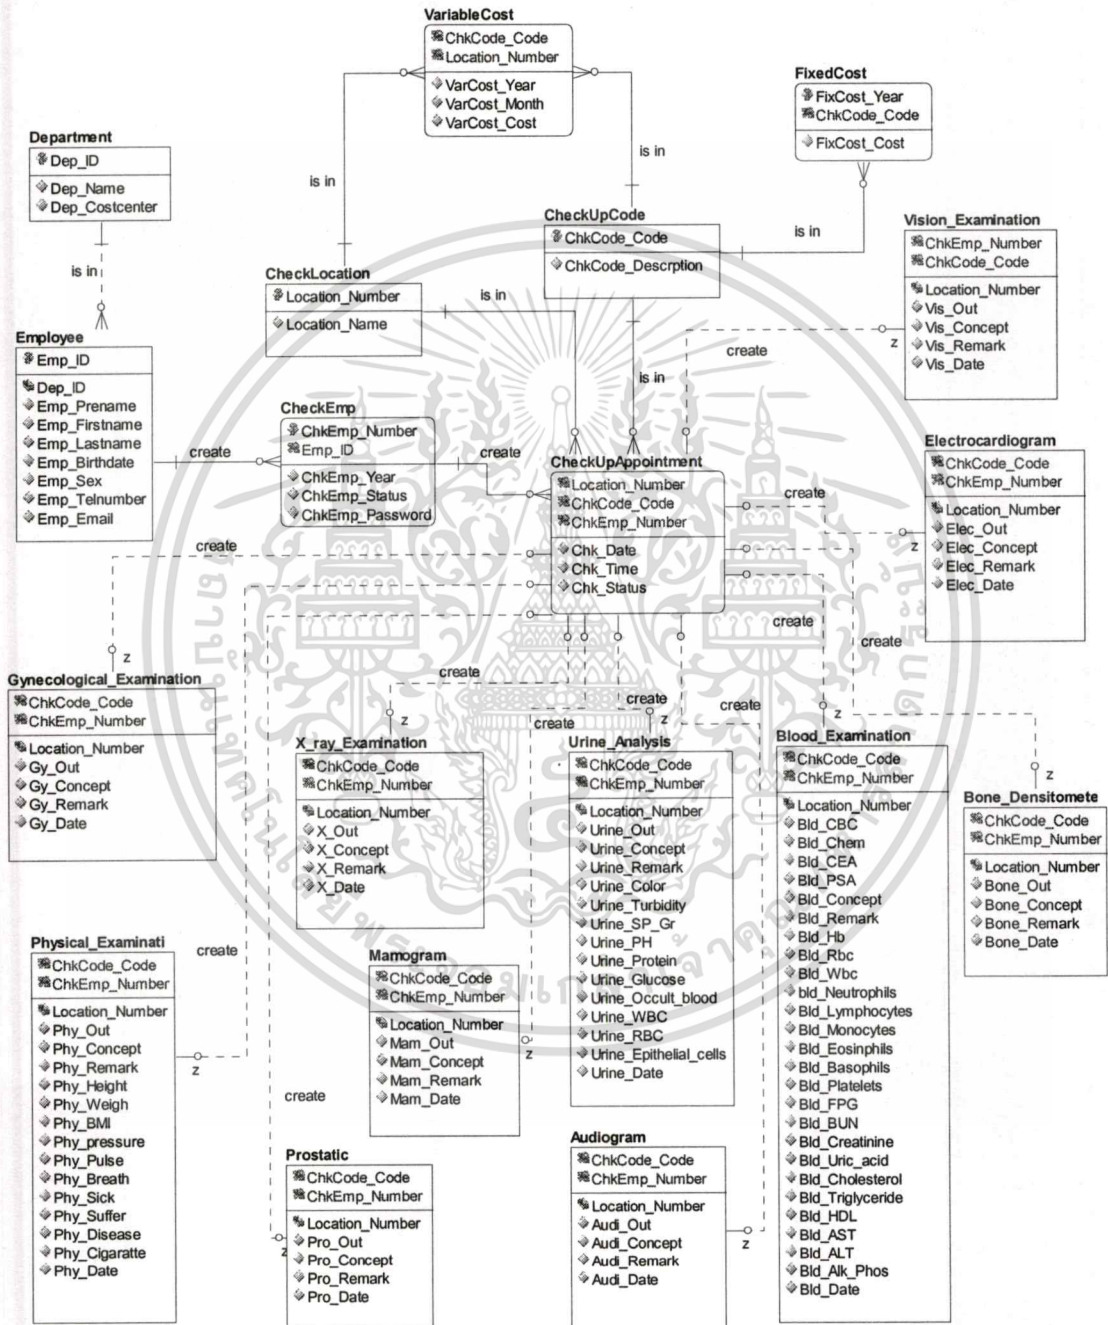 VariableCost
ChkCode_Code
Location_Number
VarCost_Year
VarCost_Month
VarCost_Cost
FixedCost
FixCost_Year
ChkCode_Code
FixCost_Cost
Department
Dep_ID
Dep_Name
Dep_Costcenter
is in
is in
is in
is in
CheckUpCode
ChkCode_Code
ChkCode_Descrption
Vision_Examination
ChkEmp_Number
ChkCode_Code
Location_Number
Vis_Out
Vis_Concept
Vis_Remark
Vis_Date
CheckLocation
Location_Number
Location_Name
is in
is in
create
z
Employee
Emp_ID
Dep_ID
Emp_Prename
Emp_Firstname
Emp_Lastname
Emp_Birthdate
Emp_Sex
Emp_Telnumber
Emp_Email
create
CheckEmp
ChkEmp_Number
Emp_ID
ChkEmp_Year
ChkEmp_Status
ChkEmp_Password
create
CheckUpAppointment
Location_Number
ChkCode_Code
ChkEmp_Number
Chk_Date
Chk_Time
Chk_Status
Electrocardiogram
ChkCode_Code
ChkEmp_Number
Location_Number
Elec_Out
Elec_Concept
Elec_Remark
Elec_Date
create
z
create
create
create
z
Gynecological_Examination
ChkCode_Code
ChkEmp_Number
Location_Number
Gy_Out
Gy_Concept
Gy_Remark
Gy_Date
create
z
X_ray_Examination
ChkCode_Code
ChkEmp_Number
Location_Number
X_Out
X_Concept
X_Remark
X_Date
create
create
z
Urine_Analysis
ChkCode_Code
ChkEmp_Number
Location_Number
Urine_Out
Urine_Concept
Urine_Remark
Urine_Color
Urine_Turbidity
Urine_SP_Gr
Urine_PH
Urine_Protein
Urine_Glucose
Urine_Occult_blood
Urine_WBC
Urine_RBC
Urine_Epithelial_cells
Urine_Date
create
z
Blood_Examination
ChkCode_Code
ChkEmp_Number
Location_Number
Bld_CBC
Bld_Chem
Bld_CEA
Bld_PSA
Bld_Concept
Bld_Remark
Bld_Hb
Bld_Rbc
Bld_Wbc
bld_Neutrophils
Bld_Lymphocytes
Bld_Monocytes
Bld_Eosinphils
Bld_Basophils
Bld_Platelets
Bld_FPG
Bld_BUN
Bld_Creatinine
Bld_Uric_acid
Bld_Cholesterol
Bld_Triglyceride
Bld_HDL
Bld_AST
Bld_ALT
Bld_Alk_Phos
Bld_Date
z
Bone_Densitomete
ChkCode_Code
ChkEmp_Number
Location_Number
Bone_Out
Bone_Concept
Bone_Remark
Bone_Date
Physical_Examinati
ChkCode_Code
ChkEmp_Number
Location_Number
Phy_Out
Phy_Concept
Phy_Remark
Phy_Height
Phy_Weigh
Phy_BMI
Phy_pressure
Phy_Pulse
Phy_Breath
Phy_Sick
Phy_Suffer
Phy_Disease
Phy_Cigaratte
Phy_Date
create
z
Mamogram
ChkCode_Code
ChkEmp_Number
Location_Number
Mam_Out
Mam_Concept
Mam_Remark
Mam_Date
z
create
Prostatic
ChkCode_Code
ChkEmp_Number
Location_Number
Pro_Out
Pro_Concept
Pro_Remark
Pro_Date
z
Audiogram
ChkCode_Code
ChkEmp_Number
Location_Number
Audi_Out
Audi_Concept
Audi_Remark
Audi_Date
z